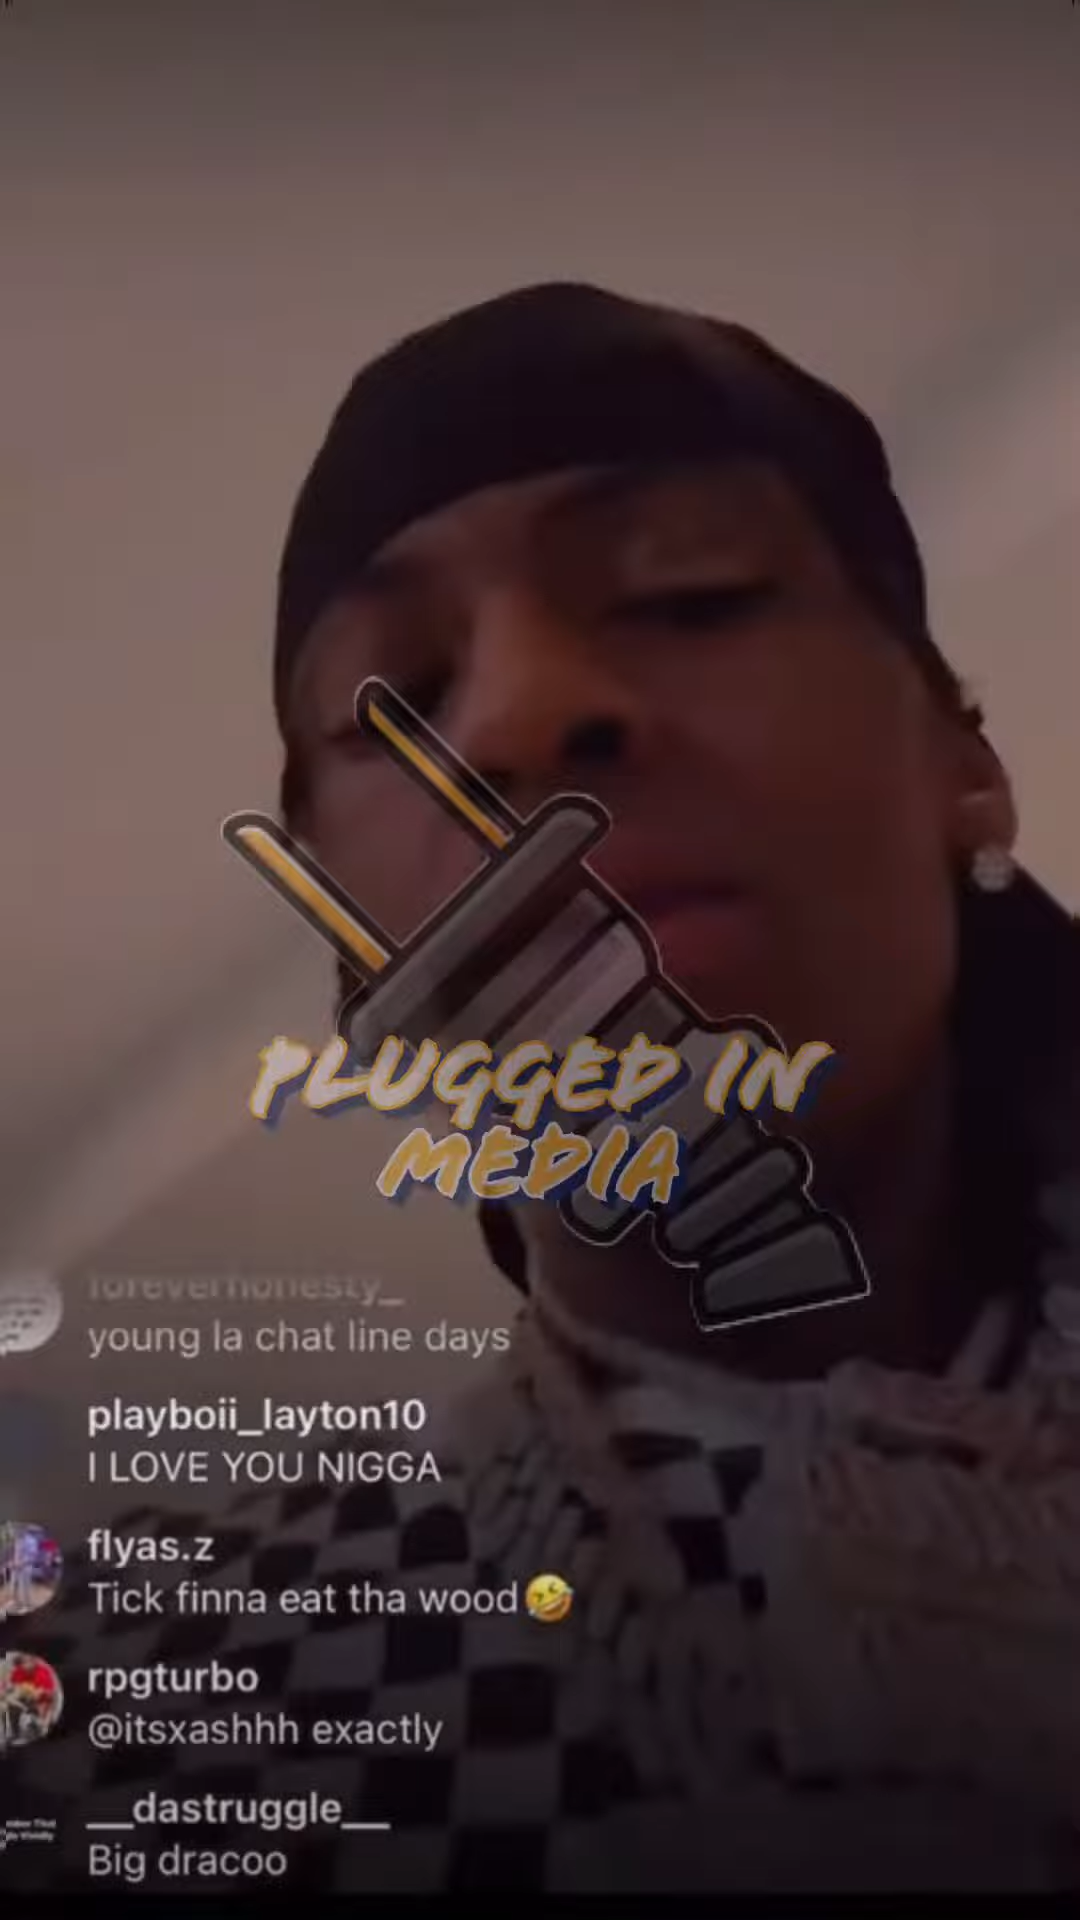 PLUGGED IN
MEDIA
foreverhonesty_
young la chat line days
playboii_layton10
I LOVE YOU NIGGA
flyas.z
Tick finna eat tha wood🤣
rpgturbo
@itsxashhh exactly
__dastruggle__
Big dracoo